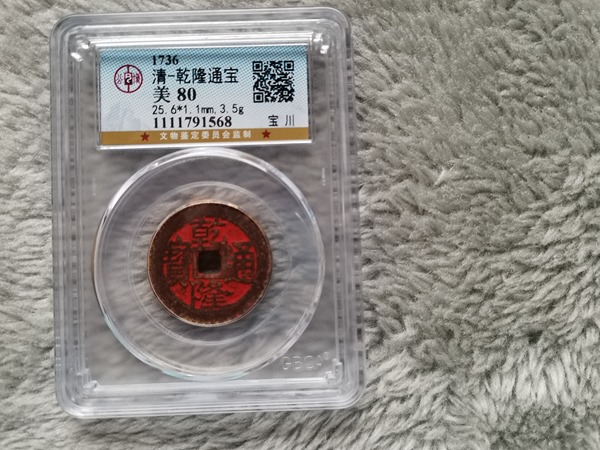 1736
清-乾隆通宝
美 80
25.6*1.1mm,3.5g
1111791568
宝川
★ 文物鉴定委员会监制 ★
乾隆通寶
GBCA